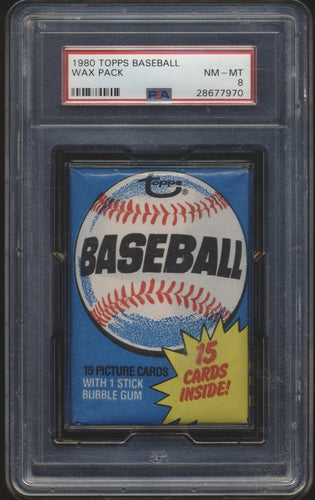 1980 TOPPS BASEBALL
WAX PACK
NM-MT
8
PSA
28677970
Topps®
BASEBALL
15 PICTURE CARDS
WITH 1 STICK
BUBBLE GUM
15
CARDS
INSIDE!